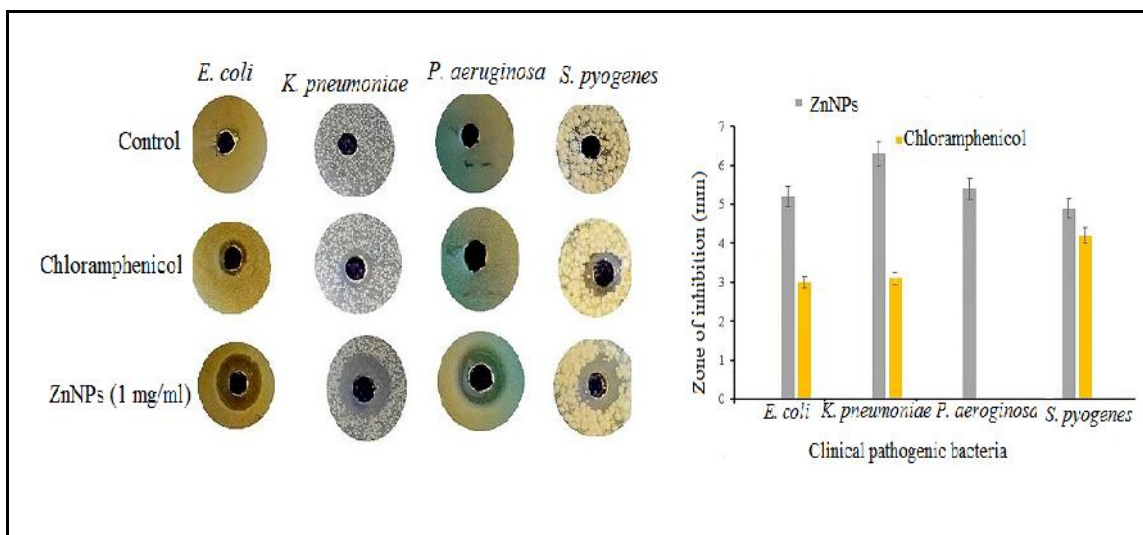 E. coli
K. pneumoniae
P. aeruginosa
S. pyogenes
Control
Chloramphenicol
ZnNPs (1 mg/ml)
ZnNPs
Chloramphenicol
Zone of inhibition (mm)
7
6
5
4
3
2
1
0
E. coli
K. pneumoniae
P. aeroginosa
S. pyogenes
Clinical pathogenic bacteria